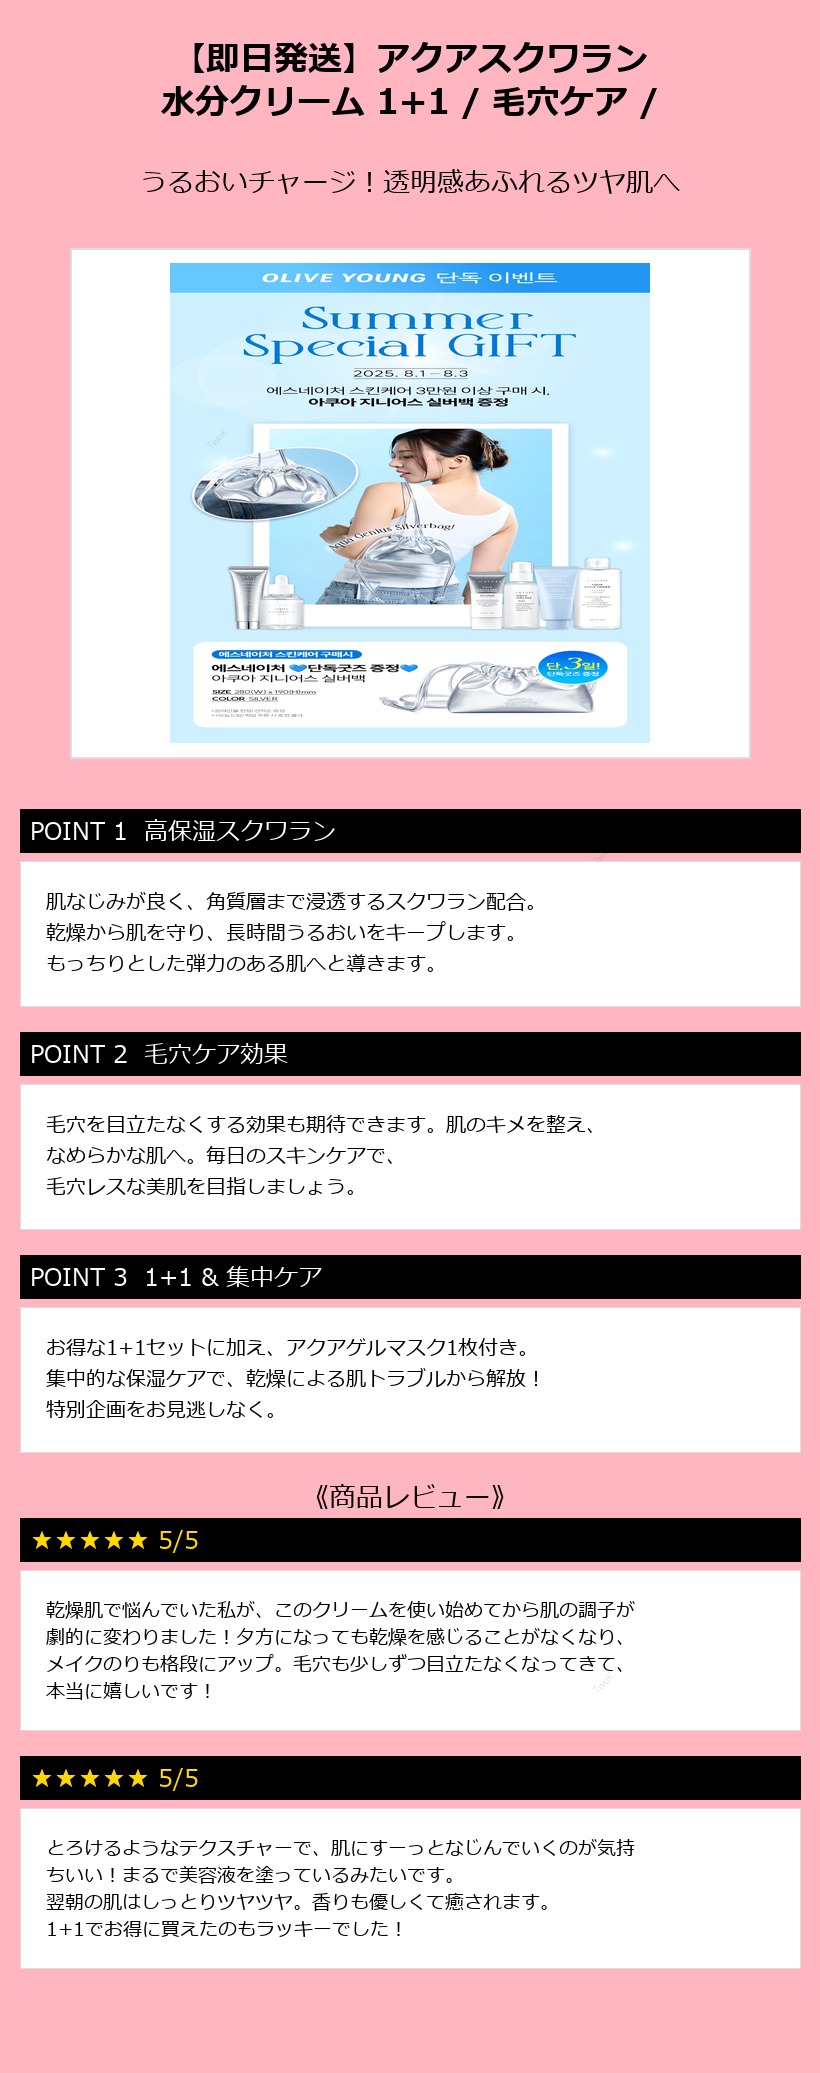 【即日発送】アクアスクワラン
水分クリーム 1+1 / 毛穴ケア /
うるおいチャージ！透明感あふれるツヤ肌へ
OLIVE YOUNG 단독 이벤트
Summer
Special GIFT
2025. 8.1 – 8.3
에스네이처 스킨케어 3만원 이상 구매 시,
아쿠아 지니어스 실버백 증정
Aqua Genius Silverbag!
에스네이처 스킨케어 구매시
에스네이처 💙단독굿즈 증정💙
아쿠아 지니어스 실버백
단, 3일!
단독굿즈 증정
SIZE 280(W) x 190(H)mm
COLOR SILVER
POINT 1 高保湿スクワラン
肌なじみが良く、角質層まで浸透するスクワラン配合。
乾燥から肌を守り、長時間うるおいをキープします。
もっちりとした弾力のある肌へと導きます。
POINT 2 毛穴ケア効果
毛穴を目立たなくする効果も期待できます。肌のキメを整え、
なめらかな肌へ。毎日のスキンケアで、
毛穴レスな美肌を目指しましょう。
POINT 3 1+1 & 集中ケア
お得な1+1セットに加え、アクアゲルマスク1枚付き。
集中的な保湿ケアで、乾燥による肌トラブルから解放！
特別企画をお見逃しなく。
《商品レビュー》
★★★★★ 5/5
乾燥肌で悩んでいた私が、このクリームを使い始めてから肌の調子が
劇的に変わりました！夕方になっても乾燥を感じることがなくなり、
メイクのりも格段にアップ。毛穴も少しずつ目立たなくなってきて、
本当に嬉しいです！
★★★★★ 5/5
とろけるようなテクスチャーで、肌にすーっとなじんでいくのが気持
ちいい！まるで美容液を塗っているみたいです。
翌朝の肌はしっとりツヤツヤ。香りも優しくて癒されます。
1+1でお得に買えたのもラッキーでした！